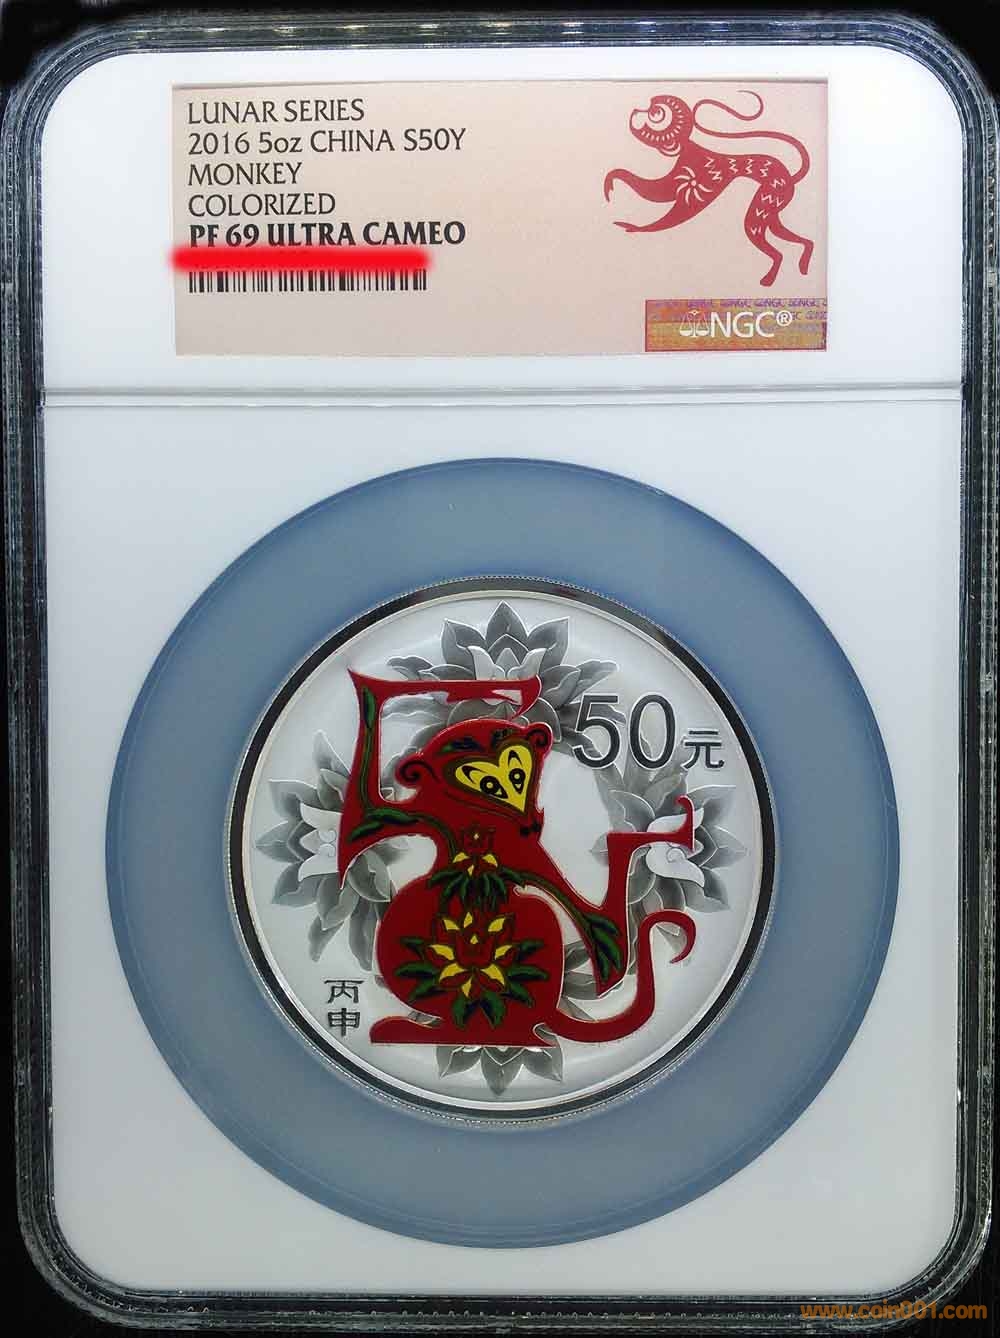 LUNAR SERIES
2016 5oz CHINA S50Y
MONKEY
COLORIZED
PF 69 ULTRA CAMEO
NGC®
50元
丙
申
www.coin001.com